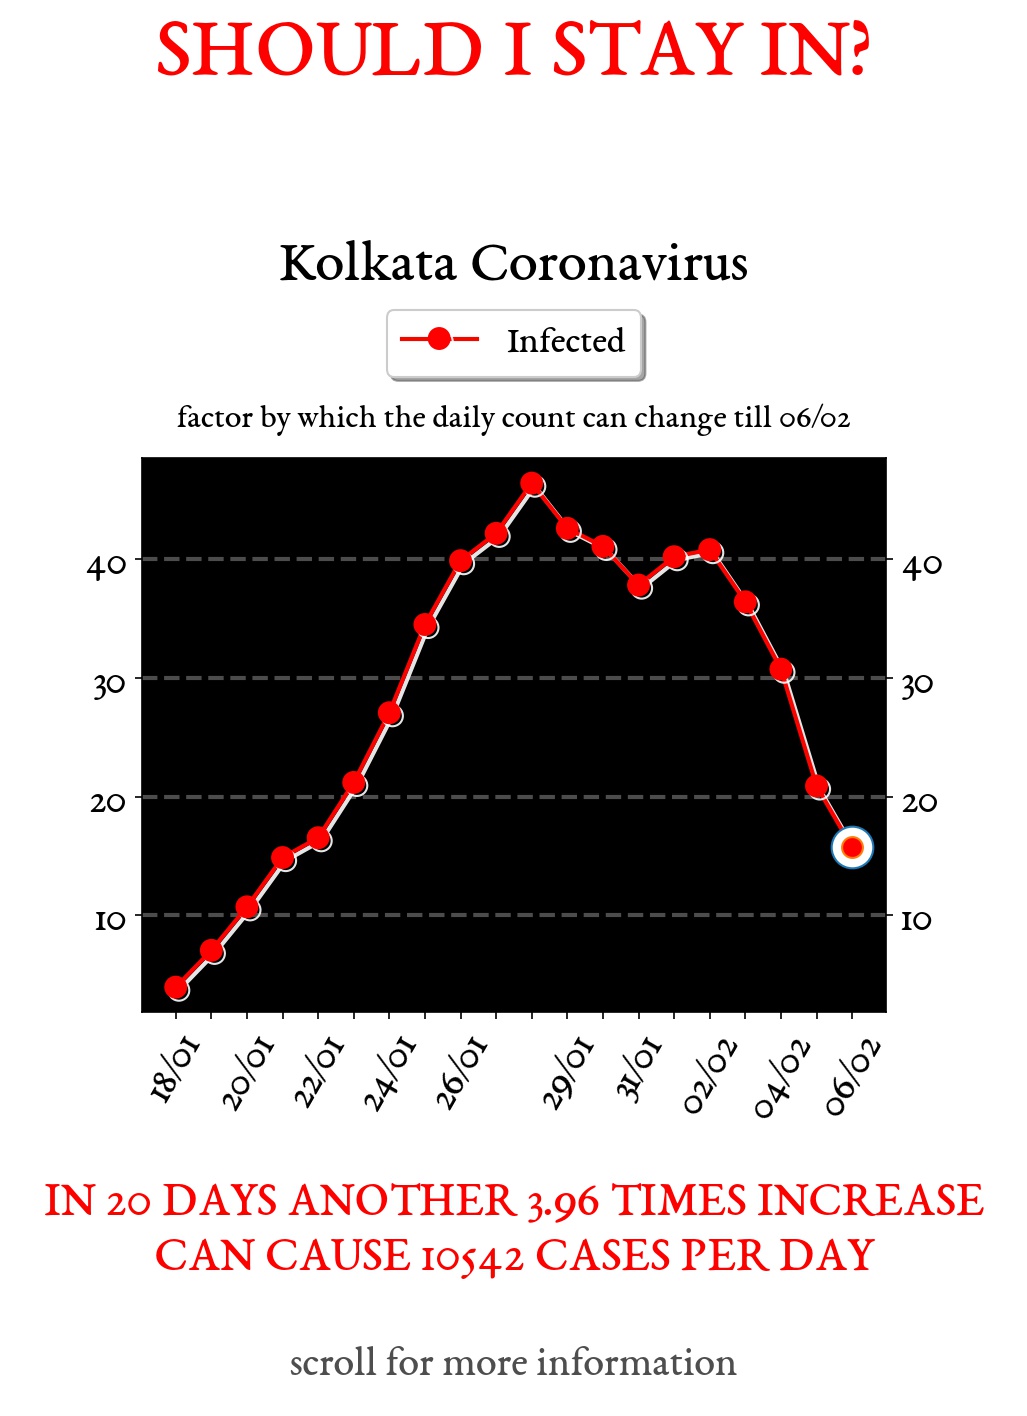 SHOULD I STAY IN?
Kolkata Coronavirus
Infected
factor by which the daily count can change till 06/02
40 40
30 30
20 20
10 10
18/01 20/01 22/01 24/01 26/01 29/01 31/01 02/02 04/02 06/02
IN 20 DAYS ANOTHER 3.96 TIMES INCREASE
CAN CAUSE 10542 CASES PER DAY
scroll for more information